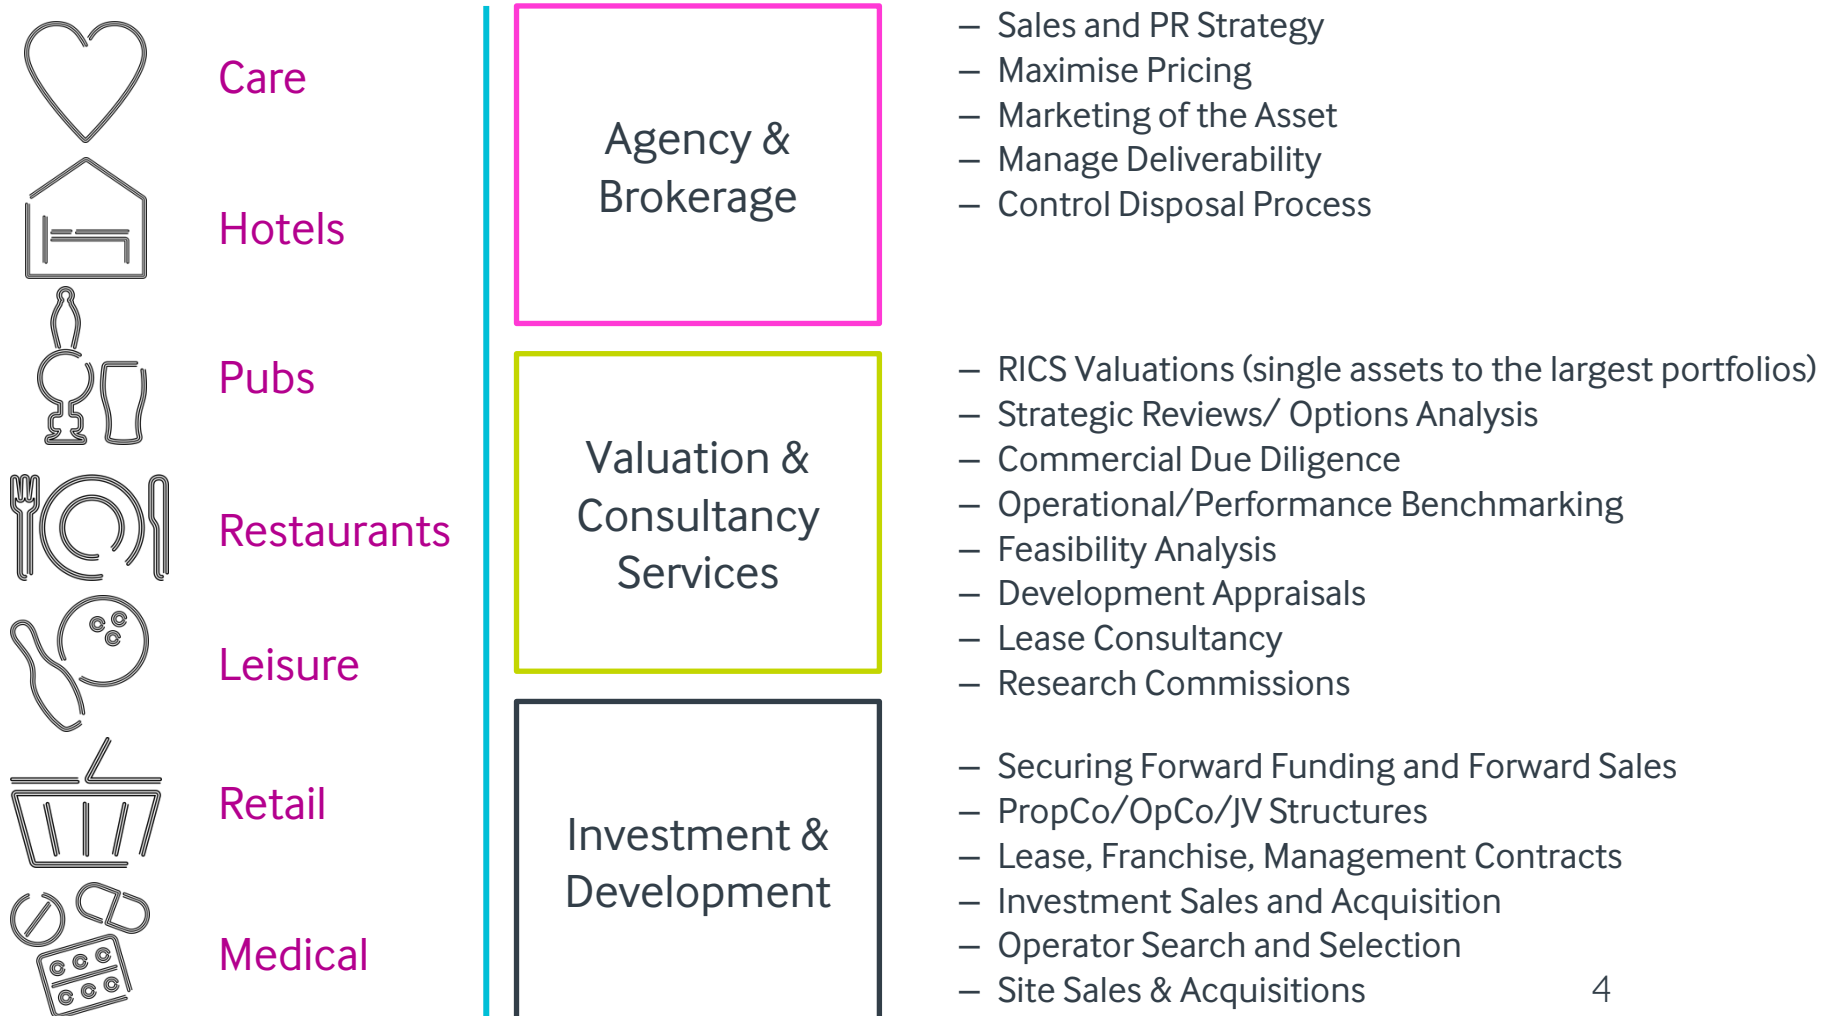 Care
Hotels
Pubs
Restaurants
Leisure
Retail
Medical
Agency &
Brokerage
– Sales and PR Strategy
– Maximise Pricing
– Marketing of the Asset
– Manage Deliverability
– Control Disposal Process
Valuation &
Consultancy
Services
– RICS Valuations (single assets to the largest portfolios)
– Strategic Reviews/ Options Analysis
– Commercial Due Diligence
– Operational/Performance Benchmarking
– Feasibility Analysis
– Development Appraisals
– Lease Consultancy
– Research Commissions
Investment &
Development
– Securing Forward Funding and Forward Sales
– PropCo/OpCo/JV Structures
– Lease, Franchise, Management Contracts
– Investment Sales and Acquisition
– Operator Search and Selection
– Site Sales & Acquisitions
4